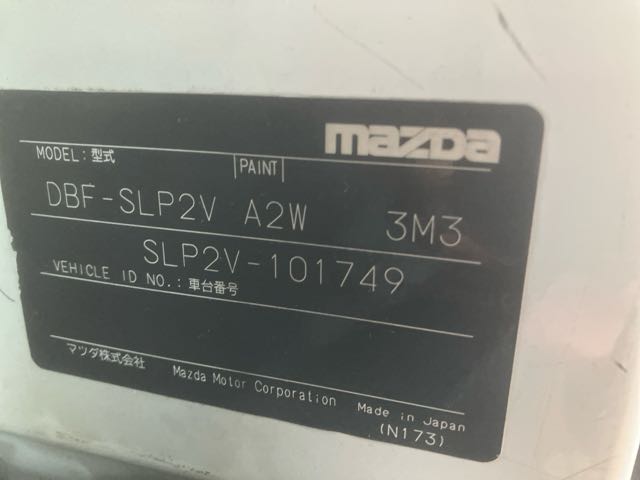 mazda
MODEL:型式 |PAINT|
DBF-SLP2V A2W 3M3
SLP2V-101749
VEHICLE ID NO.:車台番号
マツダ株式会社 Mazda Motor Corporation Made in Japan
(N173)